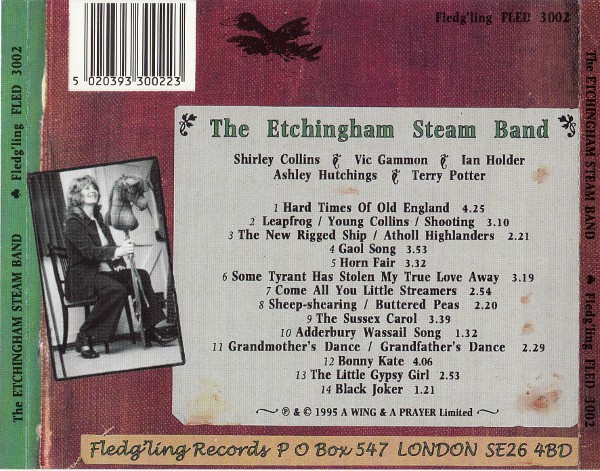 Fledg'ling FLED 3002
5 020393 300223
The ETCHINGHAM STEAM BAND ♣ Fledg'ling FLED 3002
The Etchingham Steam Band
Shirley Collins Vic Gammon Ian Holder
Ashley Hutchings Terry Potter
1 Hard Times Of Old England 4.25
2 Leapfrog / Young Collins / Shooting 3.10
3 The New Rigged Ship / Atholl Highlanders 2.21
4 Gaol Song 3.53
5 Horn Fair 3.32
6 Some Tyrant Has Stolen My True Love Away 3.19
7 Come All You Little Streamers 2.54
8 Sheep-shearing / Buttered Peas 2.20
9 The Sussex Carol 3.39
10 Adderbury Wassail Song 1.32
11 Grandmother's Dance / Grandfather's Dance 2.29
12 Bonny Kate 4.06
13 The Little Gypsy Girl 2.53
14 Black Joker 1.21
℗ & © 1995 A WING & A PRAYER Limited
Fledg'ling Records P O Box 547 LONDON SE26 4BD
The ETCHINGHAM STEAM BAND ♣ Fledg'ling FLED 3002